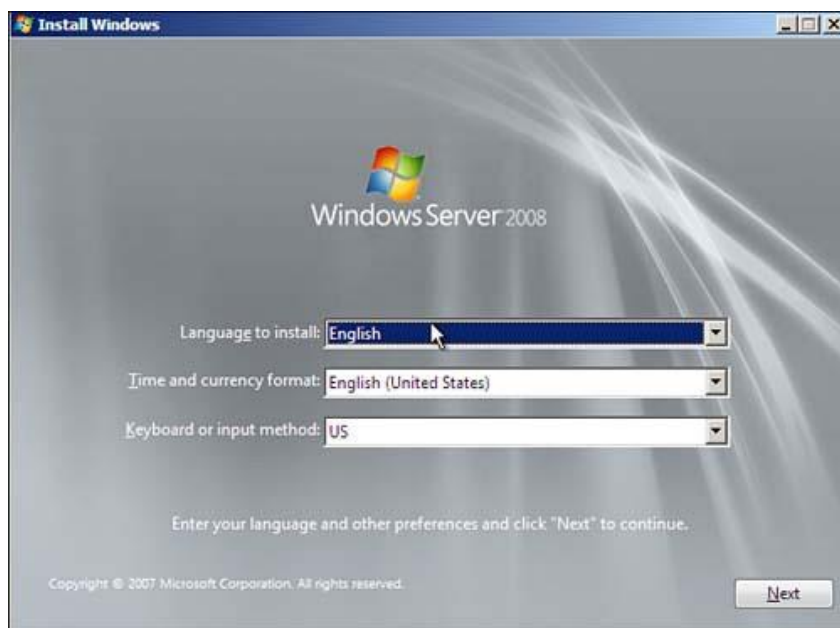 Install Windows
Windows Server 2008
Language to install: English
Time and currency format: English (United States)
Keyboard or input method: US
Enter your language and other preferences and click "Next" to continue.
Copyright © 2007 Microsoft Corporation. All rights reserved.
Next